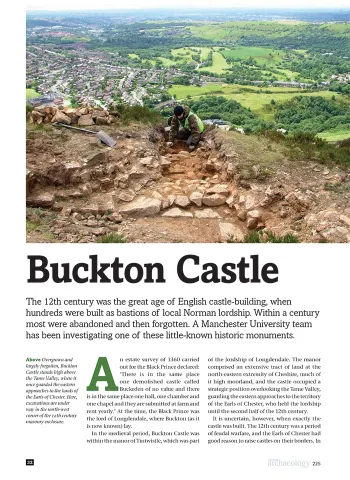 Buckton Castle
The 12th century was the great age of English castle-building, when
hundreds were built as bastions of local Norman lordship. Within a century
most were abandoned and then forgotten. A Manchester University team
has been investigating one of these little-known historic monuments.
Above Overgrown and
largely forgotten, Buckton
Castle stands high above
the Tame Valley, where it
once guarded the eastern
approaches to the lands of
the Earls of Chester. Here,
excavations are under
way in the north-west
corner of the 12th century
masonry enclosure.
An estate survey of 1360 carried
out for the Black Prince declared:
'There is in the same place
one demolished castle called
Buckeden of no value and there
is in the same place one hall, one chamber and
one chapel and they are submitted at farm and
rent yearly.' At the time, the Black Prince was
the lord of Longdendale, where Buckton (as it
is now known) lay.
In the medieval period, Buckton Castle was
within the manor of Tintwistle, which was part
of the lordship of Longdendale. The manor
comprised an extensive tract of land at the
north-eastern extremity of Cheshire, much of
it high moorland, and the castle occupied a
strategic position overlooking the Tame Valley,
guarding the eastern approaches to the territory
of the Earls of Chester, who held the lordship
until the second half of the 12th century.
It is uncertain, however, exactly the
castle was built. The 12th century was a period
of feudal warfare, and the Earls of Chester had
good reason to raise castles on their borders. In
22
archaeology 225